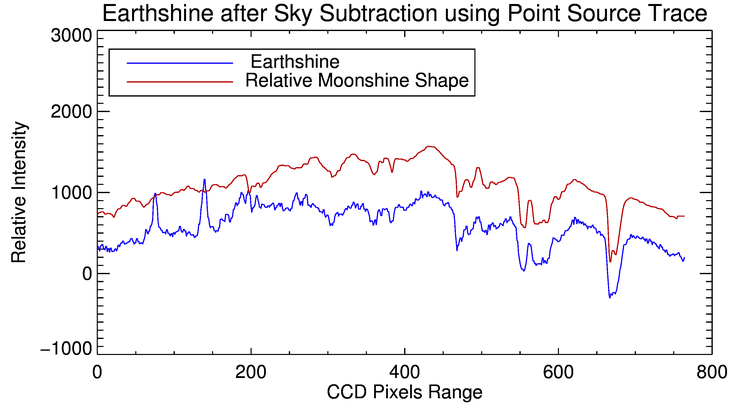 Earthshine after Sky Subtraction using Point Source Trace
3000
2000
1000
0
−1000
Relative Intensity
Earthshine
Relative Moonshine Shape
0 200 400 600 800
CCD Pixels Range